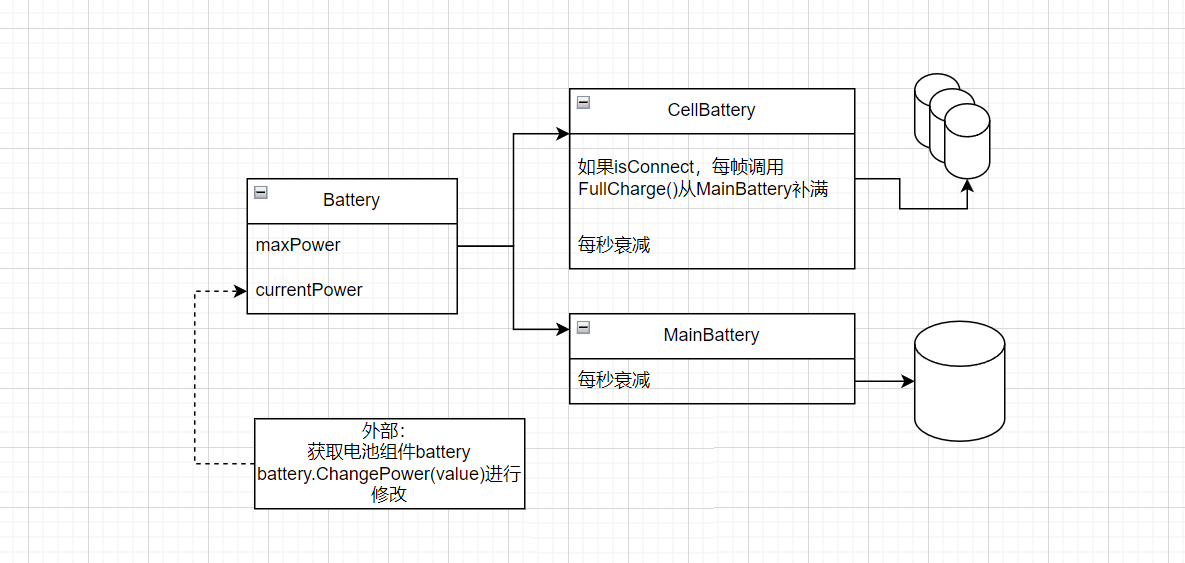 Battery
maxPower
currentPower
CellBattery
如果isConnect，每帧调用
FullCharge()从MainBattery补满
每秒衰减
MainBattery
每秒衰减
外部：
获取电池组件battery
battery.ChangePower(value)进行
修改